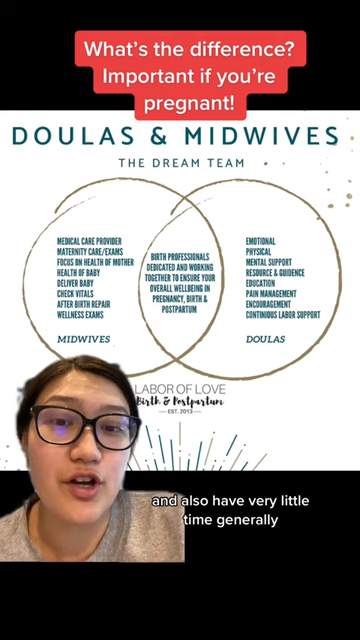 What's the difference?
Important if you're
pregnant!
DOULAS & MIDWIVES
THE DREAM TEAM
MEDICAL CARE PROVIDER
MATERNITY CARE/EXAMS
FOCUS ON HEALTH OF MOTHER
HEALTH OF BABY
DELIVER BABY
CHECK VITALS
AFTER BIRTH REPAIR
WELLNESS EXAMS
MIDWIVES
BIRTH PROFESSIONALS
DEDICATED AND WORKING
TOGETHER TO ENSURE YOUR
OVERALL WELLBEING IN
PREGNANCY, BIRTH &
POSTPARTUM
EMOTIONAL
PHYSICAL
MENTAL SUPPORT
RESOURCE & GUIDENCE
EDUCATION
PAIN MANAGEMENT
ENCOURAGEMENT
CONTINIOUS LABOR SUPPORT
DOULAS
LABOR OF LOVE
Birth & Postpartum
EST. 2013
and also have very little
time generally